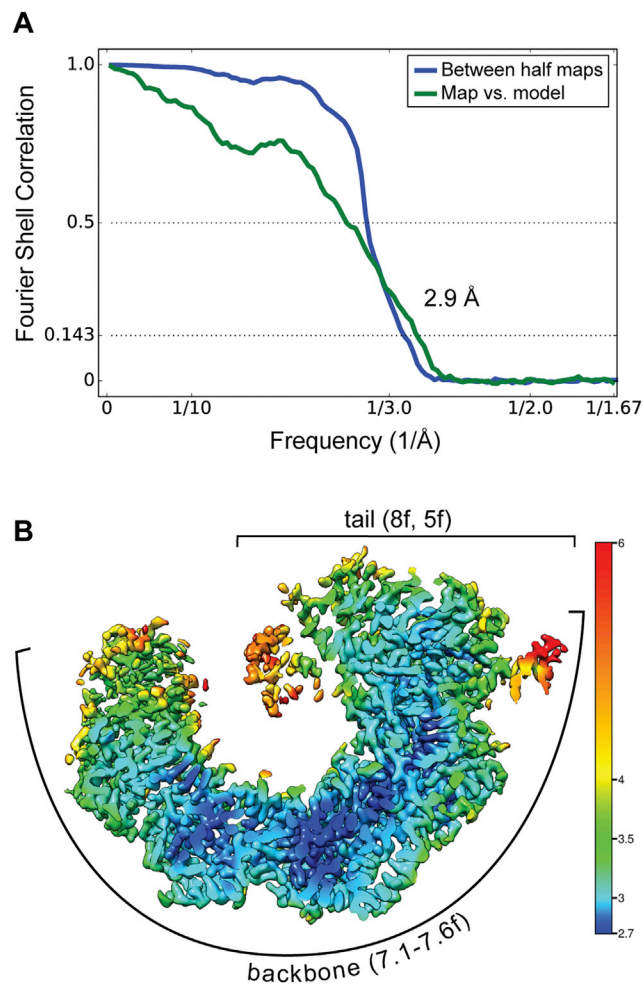 A
1.0
Between half maps
Map vs. model
Fourier Shell Correlation
0.5
2.9 Å
0.143
0
0
1/10
1/3.0
1/2.0
1/1.67
Frequency (1/Å)
B
tail (8f, 5f)
6
4
3.5
3
2.7
backbone (7.1-7.6f)